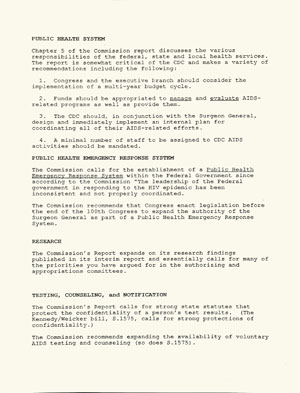 PUBLIC HEALTH SYSTEM
Chapter 5 of the Commission report discusses the various
responsibilities of the federal, state and local health services.
The report is somewhat critical of the CDC and makes a variety of
recommendations including the following:
1. Congress and the executive branch should consider the
implementation of a multi-year budget cycle.
2. Funds should be appropriated to manage and evaluate AIDS-
related programs as well as provide them.
3. The CDC should, in conjunction with the Surgeon General,
design and immediately implement an internal plan for
coordinating all of their AIDS-related efforts.
4. A minimal number of staff to be assigned to CDC AIDS
activities should be mandated.
PUBLIC HEALTH EMERGENCY RESPONSE SYSTEM
The Commission calls for the establishment of a Public Health
Emergency Response System within the Federal Government since
according to the Commission "The leadership of the Federal
government in responding to the HIV epidemic has been
inconsistent and not properly coordinated.
The Commission recommends that Congress enact legislation before
the end of the 100th Congress to expand the authority of the
Surgeon General as part of a Public Health Emergency Response
System.
RESEARCH
The Commission's Report expands on its research findings
published in its interim report and essentially calls for many of
the priorities you have argued for in the authorizing and
appropriations committees.
TESTING, COUNSELING, and NOTIFICATION
The Commission's Report calls for strong state statutes that
protect the confidentiality of a person's test results. (The
Kennedy/Weicker bill, S.1575, calls for strong protections of
confidentiality.)
The Commission recommends expanding the availability of voluntary
AIDS testing and counseling (so does S.1575).